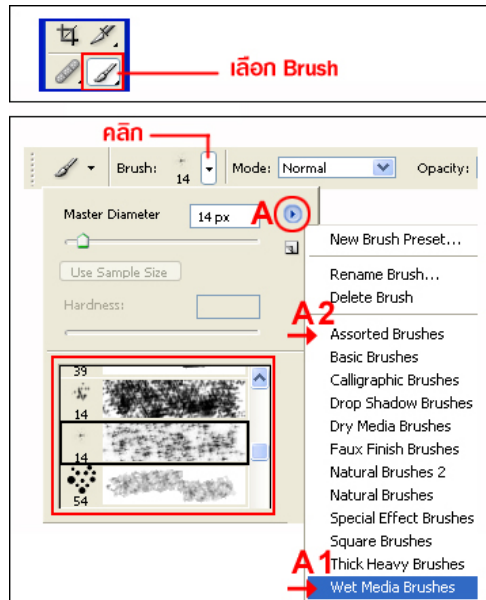 เลือก Brush
คลิก
Brush: 14 Mode: Normal Opacity:
Master Diameter 14 px A
New Brush Preset...
Use Sample Size
Rename Brush...
Hardness:
Delete Brush
A2
Assorted Brushes
Basic Brushes
39
Calligraphic Brushes
14
Drop Shadow Brushes
Dry Media Brushes
14
Faux Finish Brushes
Natural Brushes 2
54
Natural Brushes
Special Effect Brushes
Square Brushes
A1
Thick Heavy Brushes
Wet Media Brushes